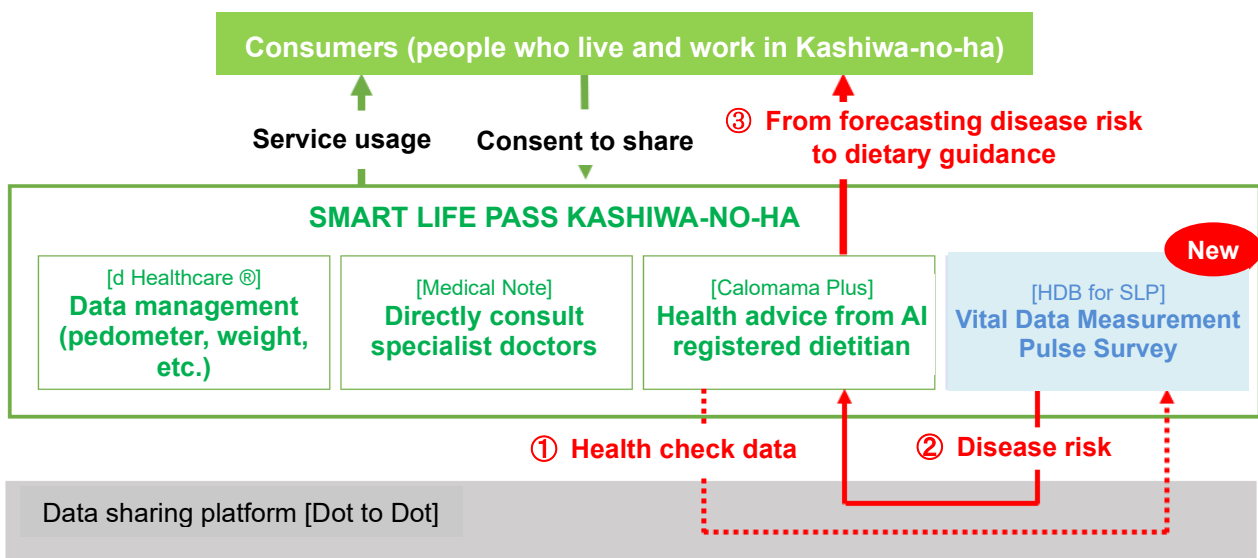 Consumers (people who live and work in Kashiwa-no-ha)
Service usage
Consent to share
③ From forecasting disease risk
to dietary guidance
SMART LIFE PASS KASHIWA-NO-HA
New
[d Healthcare ®]
Data management
(pedometer, weight,
etc.)
[Medical Note]
Directly consult
specialist doctors
[Calomama Plus]
Health advice from AI
registered dietitian
[HDB for SLP]
Vital Data Measurement
Pulse Survey
① Health check data
② Disease risk
Data sharing platform [Dot to Dot]